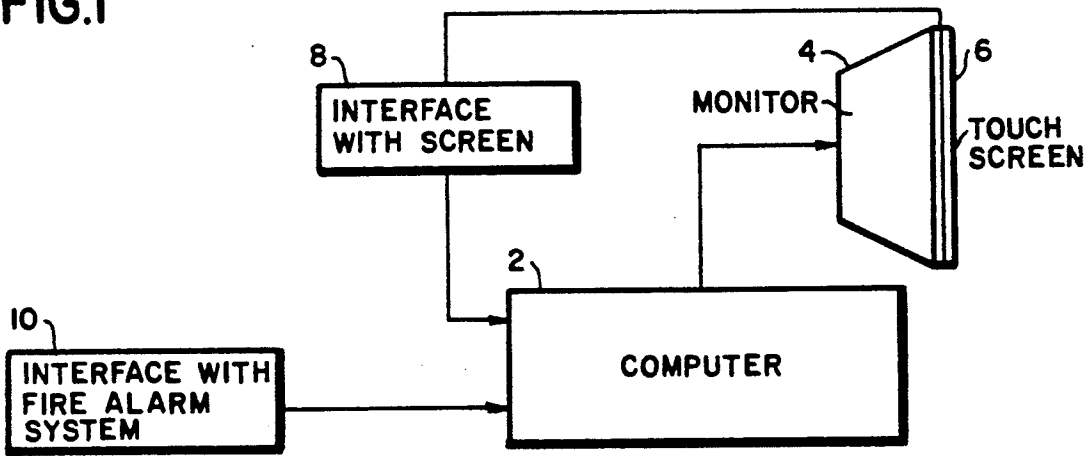 FIG.1
8
INTERFACE
WITH SCREEN
4
MONITOR
6
TOUCH
SCREEN
2
COMPUTER
10
INTERFACE WITH
FIRE ALARM
SYSTEM